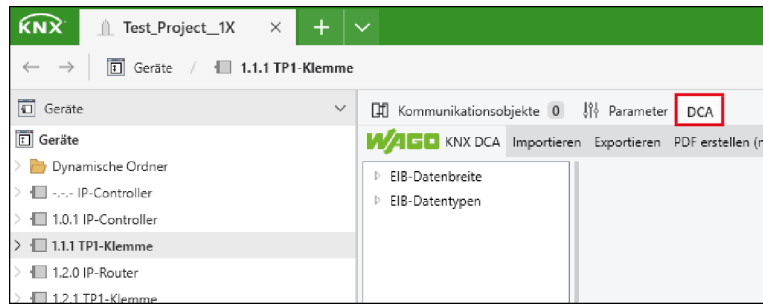 KNX Test_Project__1X
Geräte / 1.1.1 TP1-Klemme
Geräte
Geräte
Dynamische Ordner
-.-.- IP-Controller
1.0.1 IP-Controller
1.1.1 TP1-Klemme
1.2.0 IP-Router
1.2.1 TP1-Klemme
Kommunikationsobjekte 0 Parameter DCA
WAGO KNX DCA Importieren Exportieren PDF erstellen (n
EIB-Datenbreite
EIB-Datentypen